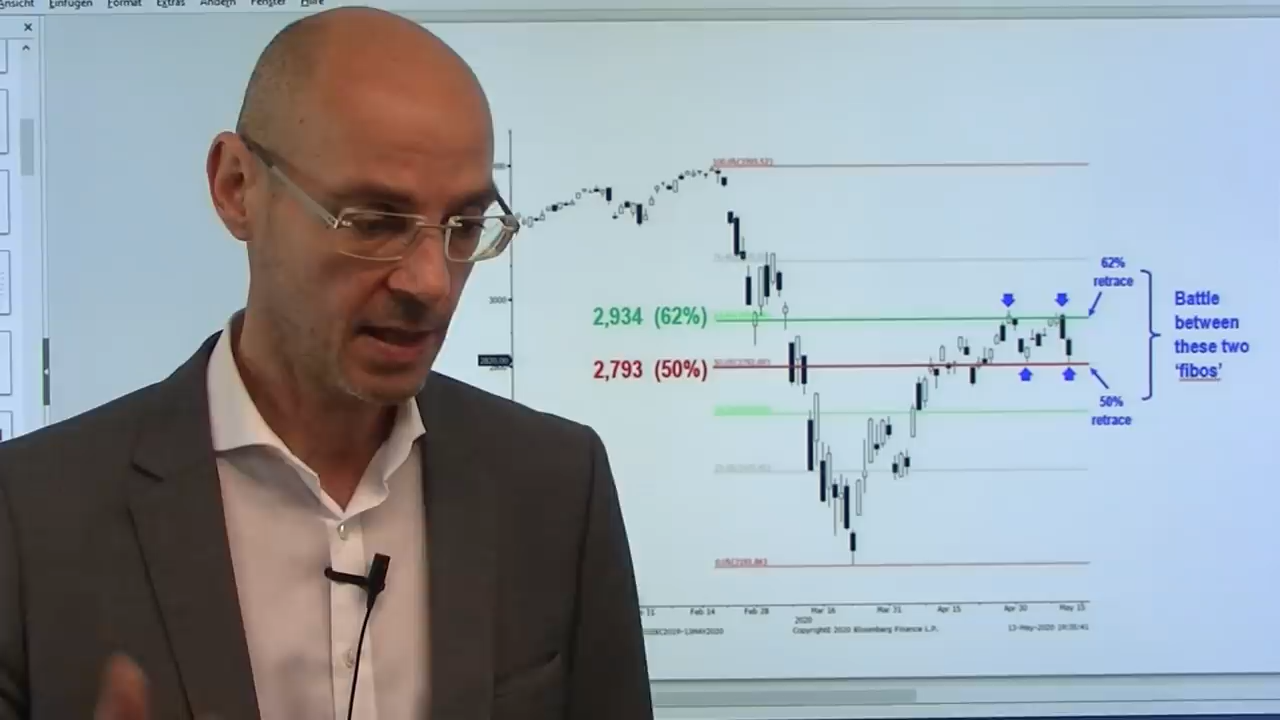 Ansicht Einfügen Format Extras Ändern Fenster Hilfe
3000
62%
retrace
2,934 (62%)
2,793 (50%)
Battle
between
these two
'fibos'
50%
retrace
Feb 14 Feb 28 Mar 16 Mar 31 Apr 15 Apr 30 May 15
2020
Copyright© 2020 Bloomberg Finance L.P.